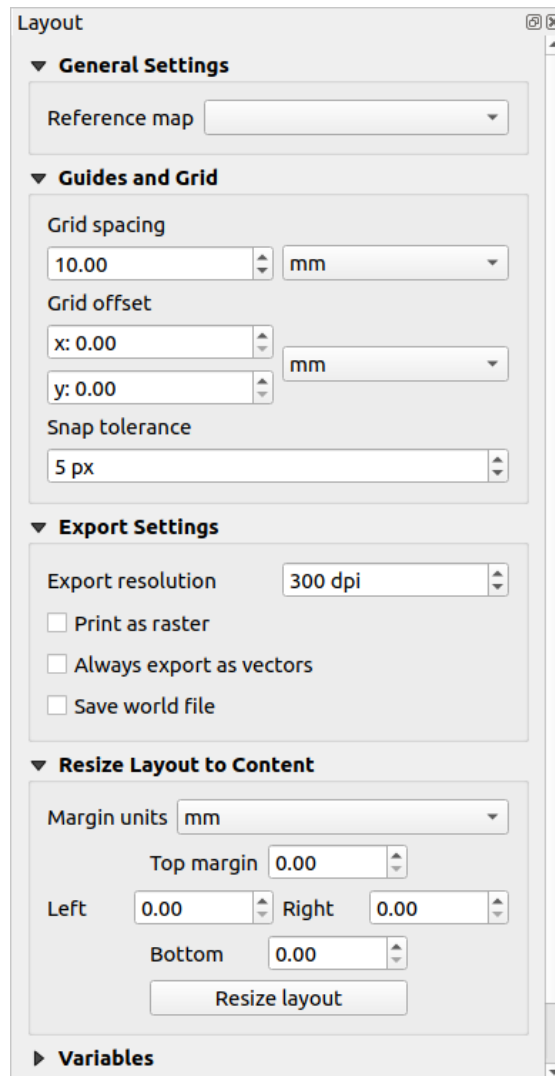 Layout
General Settings
Reference map
Guides and Grid
Grid spacing
10.00 mm
Grid offset
x: 0.00
mm
y: 0.00
Snap tolerance
5 px
Export Settings
Export resolution 300 dpi
Print as raster
Always export as vectors
Save world file
Resize Layout to Content
Margin units mm
Top margin 0.00
Left 0.00 Right 0.00
Bottom 0.00
Resize layout
Variables